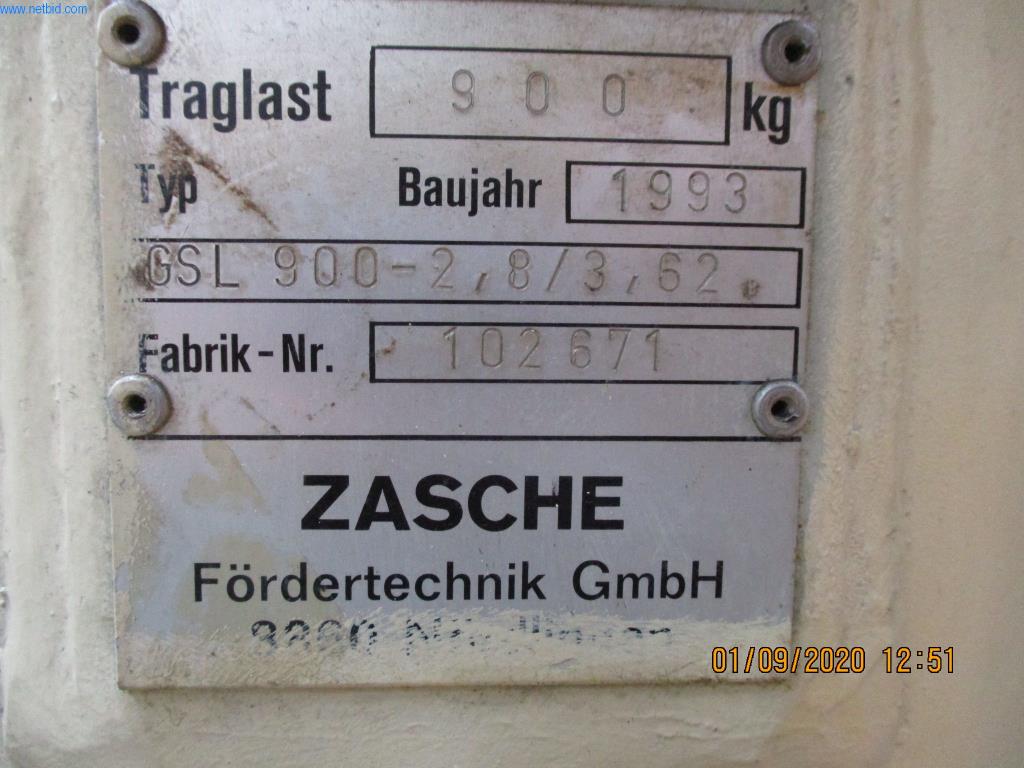 www.netbid.com
Traglast 900 kg
Typ Baujahr 1993
GSL 900-2,8/3,62.
Fabrik-Nr. 102671
ZASCHE
Fördertechnik GmbH
01/09/2020 12:51